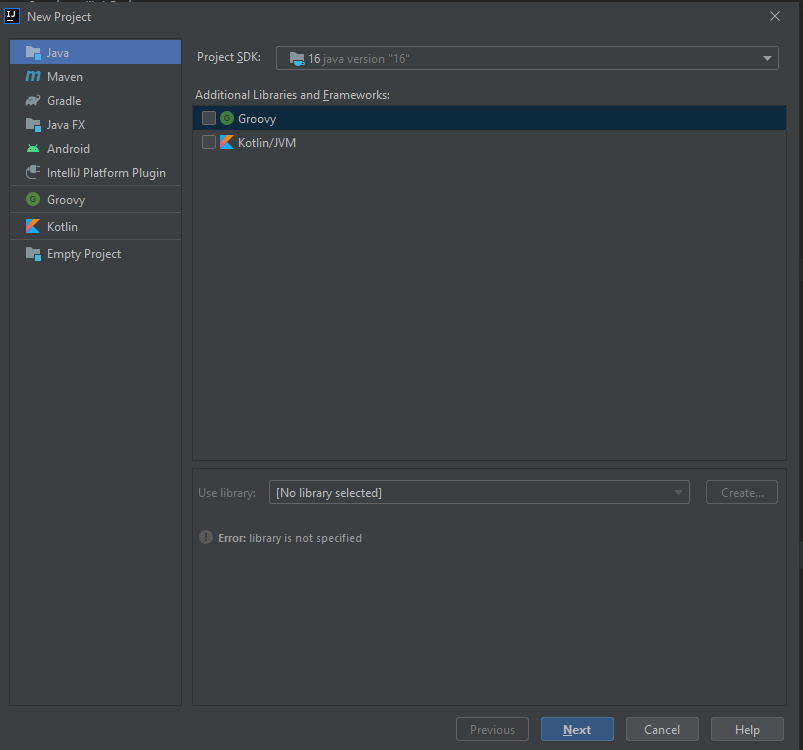 New Project
Java
Maven
Gradle
Java FX
Android
IntelliJ Platform Plugin
Groovy
Kotlin
Empty Project
Project SDK: 16 java version "16"
Additional Libraries and Frameworks:
Groovy
Kotlin/JVM
Use library: [No library selected] Create...
Error: library is not specified
Previous Next Cancel Help